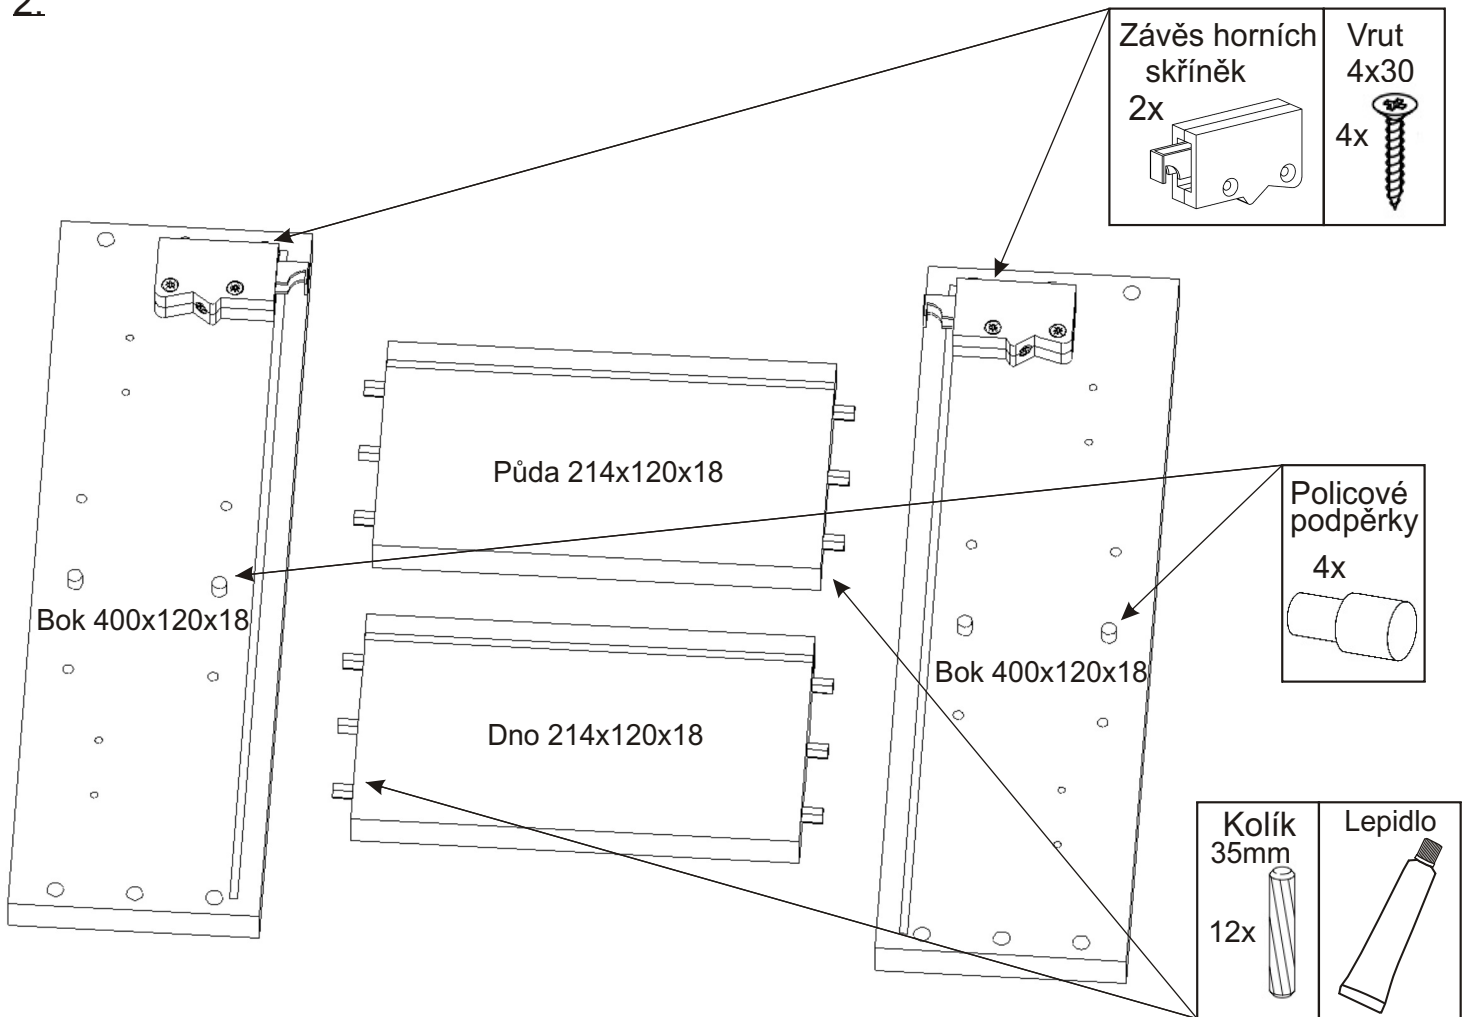 2.
Závěs horních
skříněk
2x
Vrut
4x30
4x
Půda 214x120x18
Policové
podpěrky
4x
Bok 400x120x18
Bok 400x120x18
Dno 214x120x18
Kolík
35mm
12x
Lepidlo